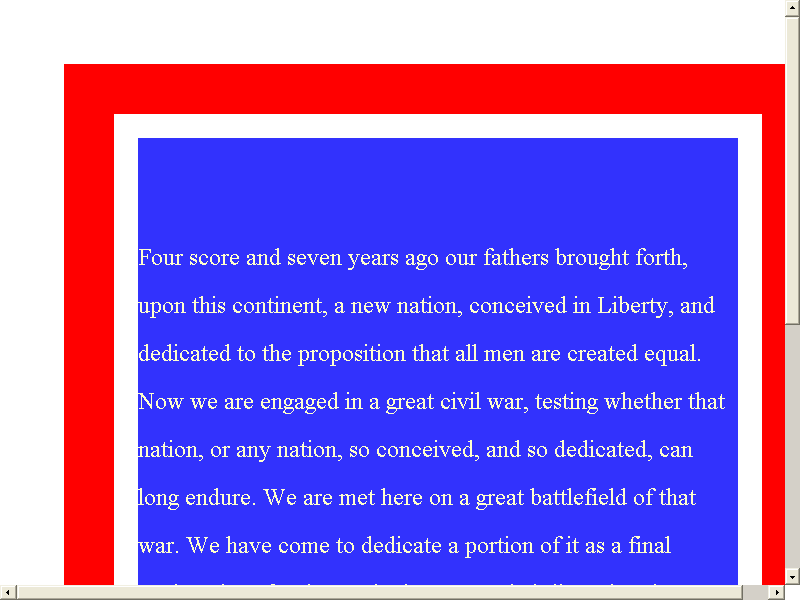 Four score and seven years ago our fathers brought forth,
upon this continent, a new nation, conceived in Liberty, and
dedicated to the proposition that all men are created equal.
Now we are engaged in a great civil war, testing whether that
nation, or any nation, so conceived, and so dedicated, can
long endure. We are met here on a great battlefield of that
war. We have come to dedicate a portion of it as a final